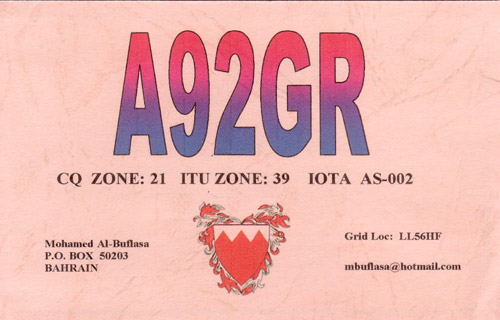 A92GR
CQ ZONE: 21 ITU ZONE: 39 IOTA AS-002
Mohamed Al-Buflasa
P.O. BOX 50203
BAHRAIN
Grid Loc: LL56HF
mbuflasa@hotmail.com